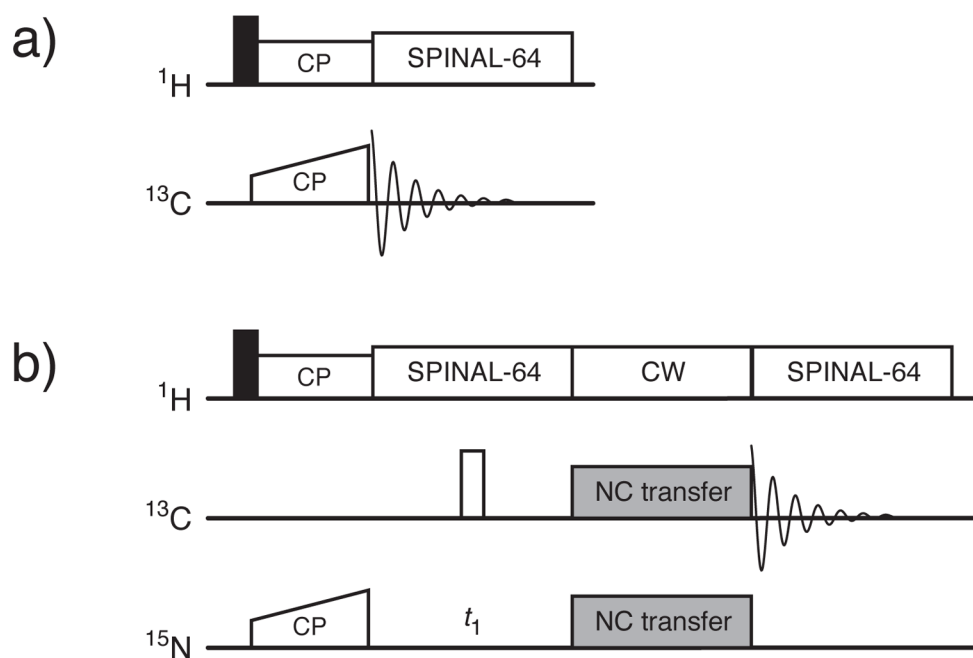 a)
CP SPINAL-64
¹H
CP
¹³C
b)
CP SPINAL-64 CW SPINAL-64
¹H
NC transfer
¹³C
CP t₁ NC transfer
¹⁵N